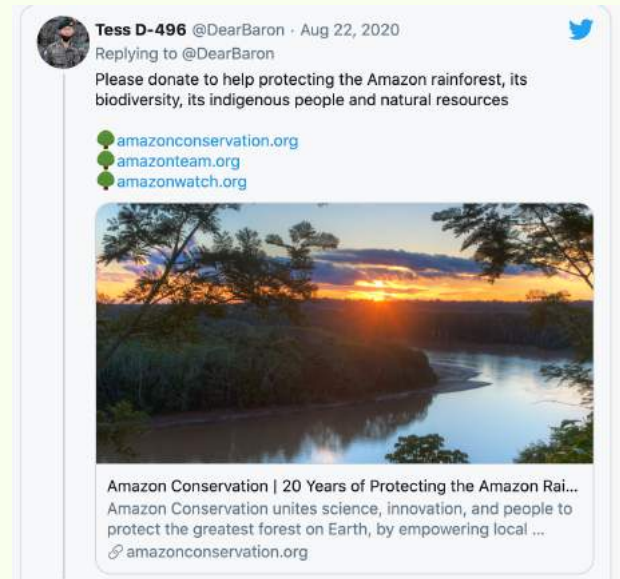 Tess D-496 @DearBaron · Aug 22, 2020
Replying to @DearBaron
Please donate to help protecting the Amazon rainforest, its
biodiversity, its indigenous people and natural resources
🌳amazonconservation.org
🌳amazonteam.org
🌳amazonwatch.org
Amazon Conservation | 20 Years of Protecting the Amazon Rai...
Amazon Conservation unites science, innovation, and people to
protect the greatest forest on Earth, by empowering local ...
amazonconservation.org